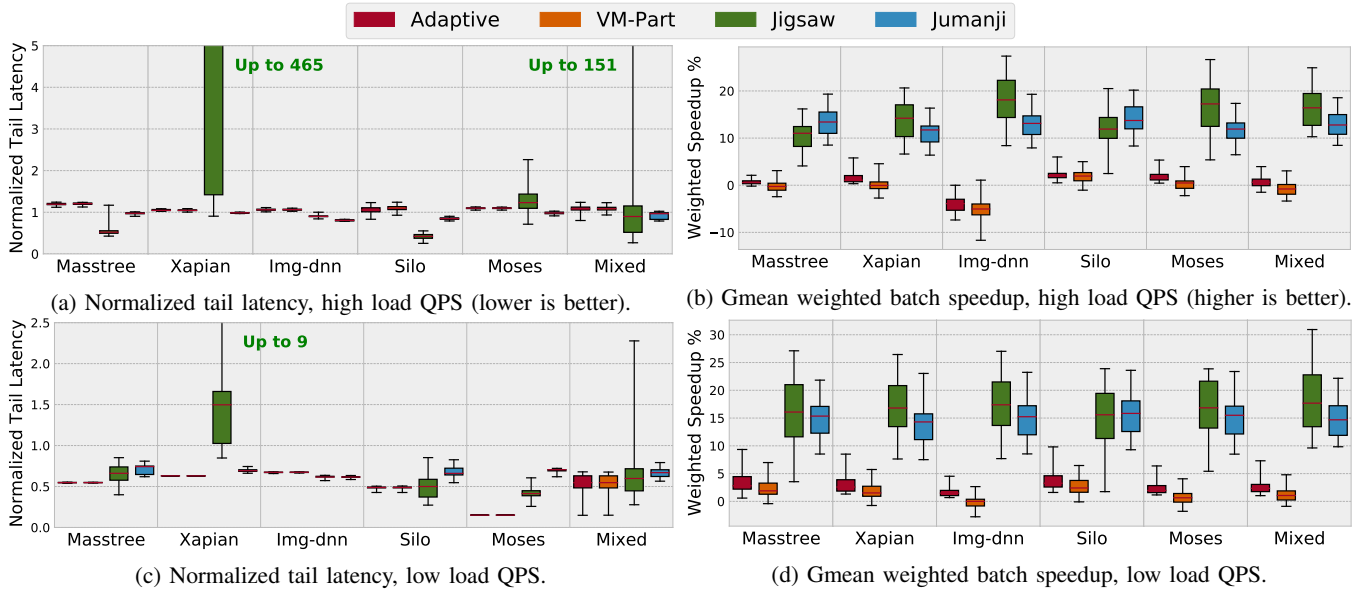 Adaptive VM-Part Jigsaw Jumanji
Normalized Tail Latency
5
4
3
2
1
0
Up to 465
Up to 151
Masstree Xapian Img-dnn Silo Moses Mixed
(a) Normalized tail latency, high load QPS (lower is better).
Weighted Speedup %
20
10
0
−10
Masstree Xapian Img-dnn Silo Moses Mixed
(b) Gmean weighted batch speedup, high load QPS (higher is better).
Normalized Tail Latency
2.5
2.0
1.5
1.0
0.5
0.0
Up to 9
Masstree Xapian Img-dnn Silo Moses Mixed
(c) Normalized tail latency, low load QPS.
Weighted Speedup %
30
25
20
15
10
5
0
Masstree Xapian Img-dnn Silo Moses Mixed
(d) Gmean weighted batch speedup, low load QPS.